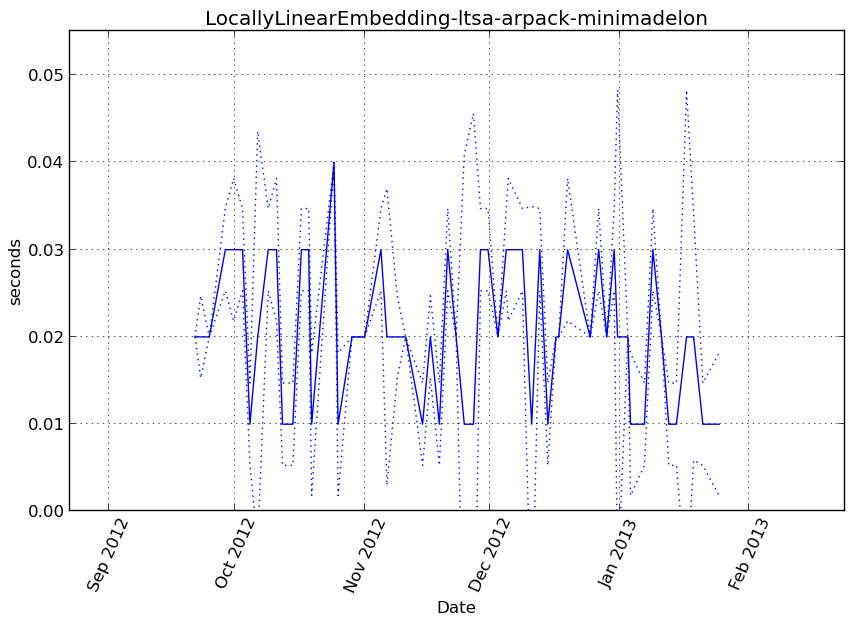 LocallyLinearEmbedding-ltsa-arpack-minimadelon
0.05
0.04
0.03
0.02
0.01
0.00
seconds
Sep 2012
Oct 2012
Nov 2012
Dec 2012
Jan 2013
Feb 2013
Date